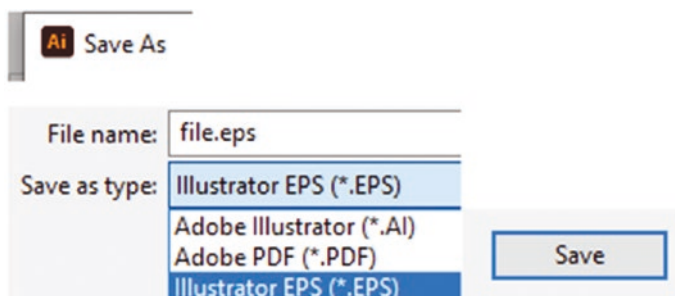 Ai Save As
File name: file.eps
Save as type: Illustrator EPS (*.EPS)
Adobe Illustrator (*.AI)
Adobe PDF (*.PDF)
Save
Illustrator EPS (*.EPS)